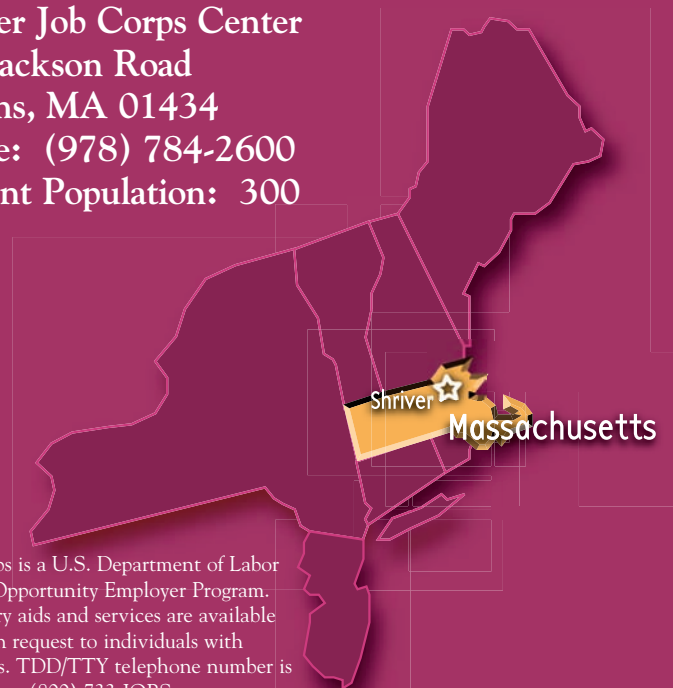 er Job Corps Center
ackson Road
ns, MA 01434
e: (978) 784-2600
nt Population: 300
Shriver
Massachusetts
ps is a U.S. Department of Labor
Opportunity Employer Program.
ry aids and services are available
n request to individuals with
s. TDD/TTY telephone number is